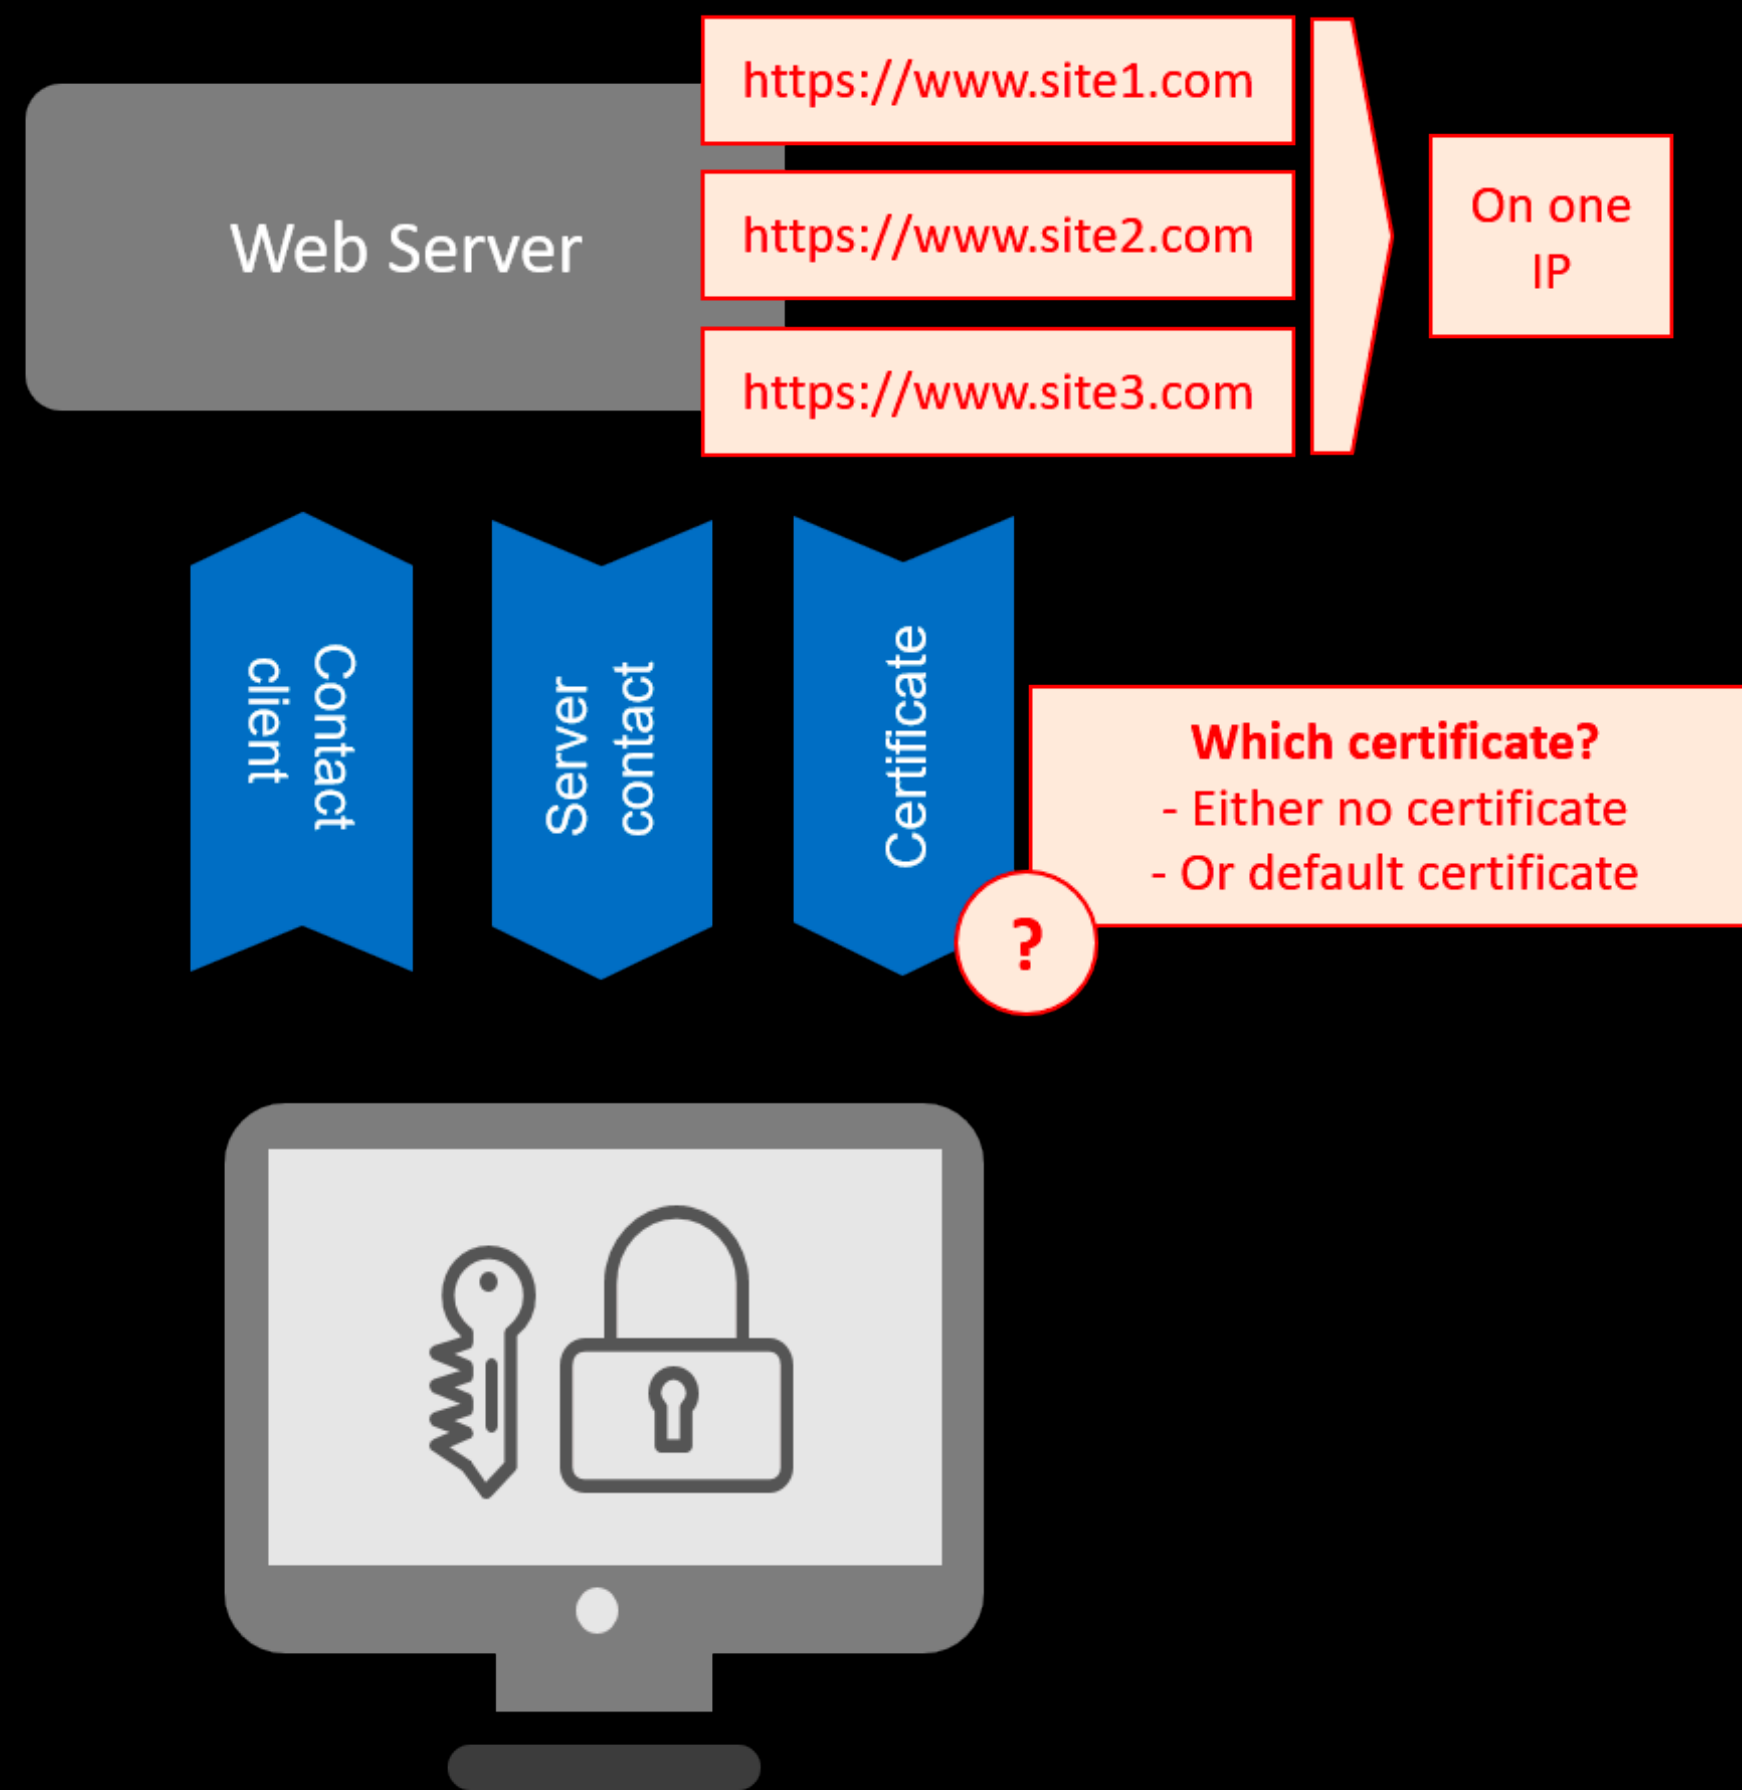 https://www.site1.com
Web Server
https://www.site2.com
https://www.site3.com
On one
IP
Contact
client
Server
contact
Certificate
Which certificate?
- Either no certificate
- Or default certificate
?